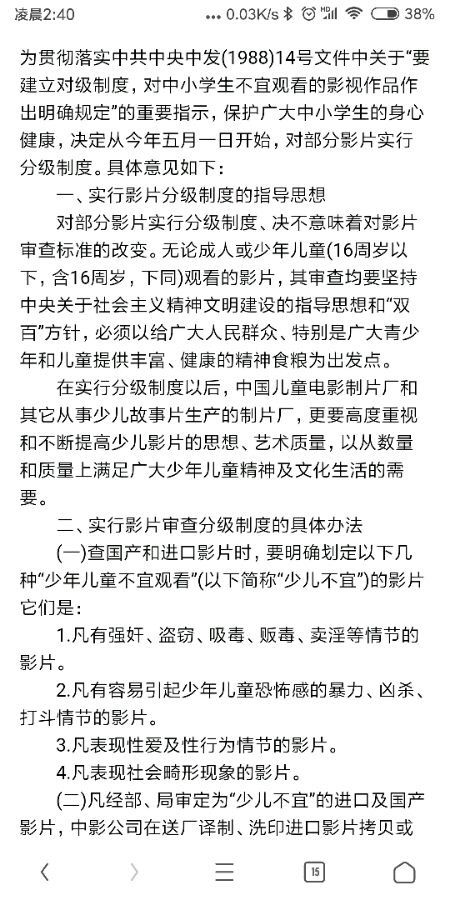 凌晨2:40 ... 0.03K/s HD 38%
为贯彻落实中共中央中发(1988)14号文件中关于“要
建立对级制度，对中小学生不宜观看的影视作品作
出明确规定”的重要指示，保护广大中小学生的身心
健康，决定从今年五月一日开始，对部分影片实行
分级制度。具体意见如下：
一、实行影片分级制度的指导思想
对部分影片实行分级制度、决不意味着对影片
审查标准的改变。无论成人或少年儿童(16周岁以
下，含16周岁，下同)观看的影片，其审查均要坚持
中央关于社会主义精神文明建设的指导思想和“双
百”方针，必须以给广大人民群众、特别是广大青少
年和儿童提供丰富、健康的精神食粮为出发点。
在实行分级制度以后，中国儿童电影制片厂和
其它从事少儿故事片生产的制片厂，更要高度重视
和不断提高少儿影片的思想、艺术质量，以从数量
和质量上满足广大少年儿童精神及文化生活的需
要。
二、实行影片审查分级制度的具体办法
(一)查国产和进口影片时，要明确划定以下几
种“少年儿童不宜观看”(以下简称“少儿不宜”)的影片
它们是：
1.凡有强奸、盗窃、吸毒、贩毒、卖淫等情节的
影片。
2.凡有容易引起少年儿童恐怖感的暴力、凶杀、
打斗情节的影片。
3.凡表现性爱及性行为情节的影片。
4.凡表现社会畸形现象的影片。
(二)凡经部、局审定为“少儿不宜”的进口及国产
影片，中影公司在送厂译制、洗印进口影片拷贝或
15